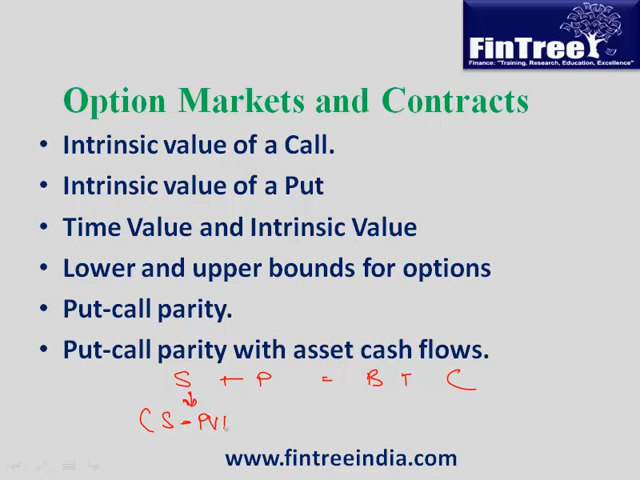 FinTree
Finance: "Training, Research, Education, Excellence"
Option Markets and Contracts
• Intrinsic value of a Call.
• Intrinsic value of a Put
• Time Value and Intrinsic Value
• Lower and upper bounds for options
• Put-call parity.
• Put-call parity with asset cash flows.
S + P = B + C
(S - PV
www.fintreeindia.com